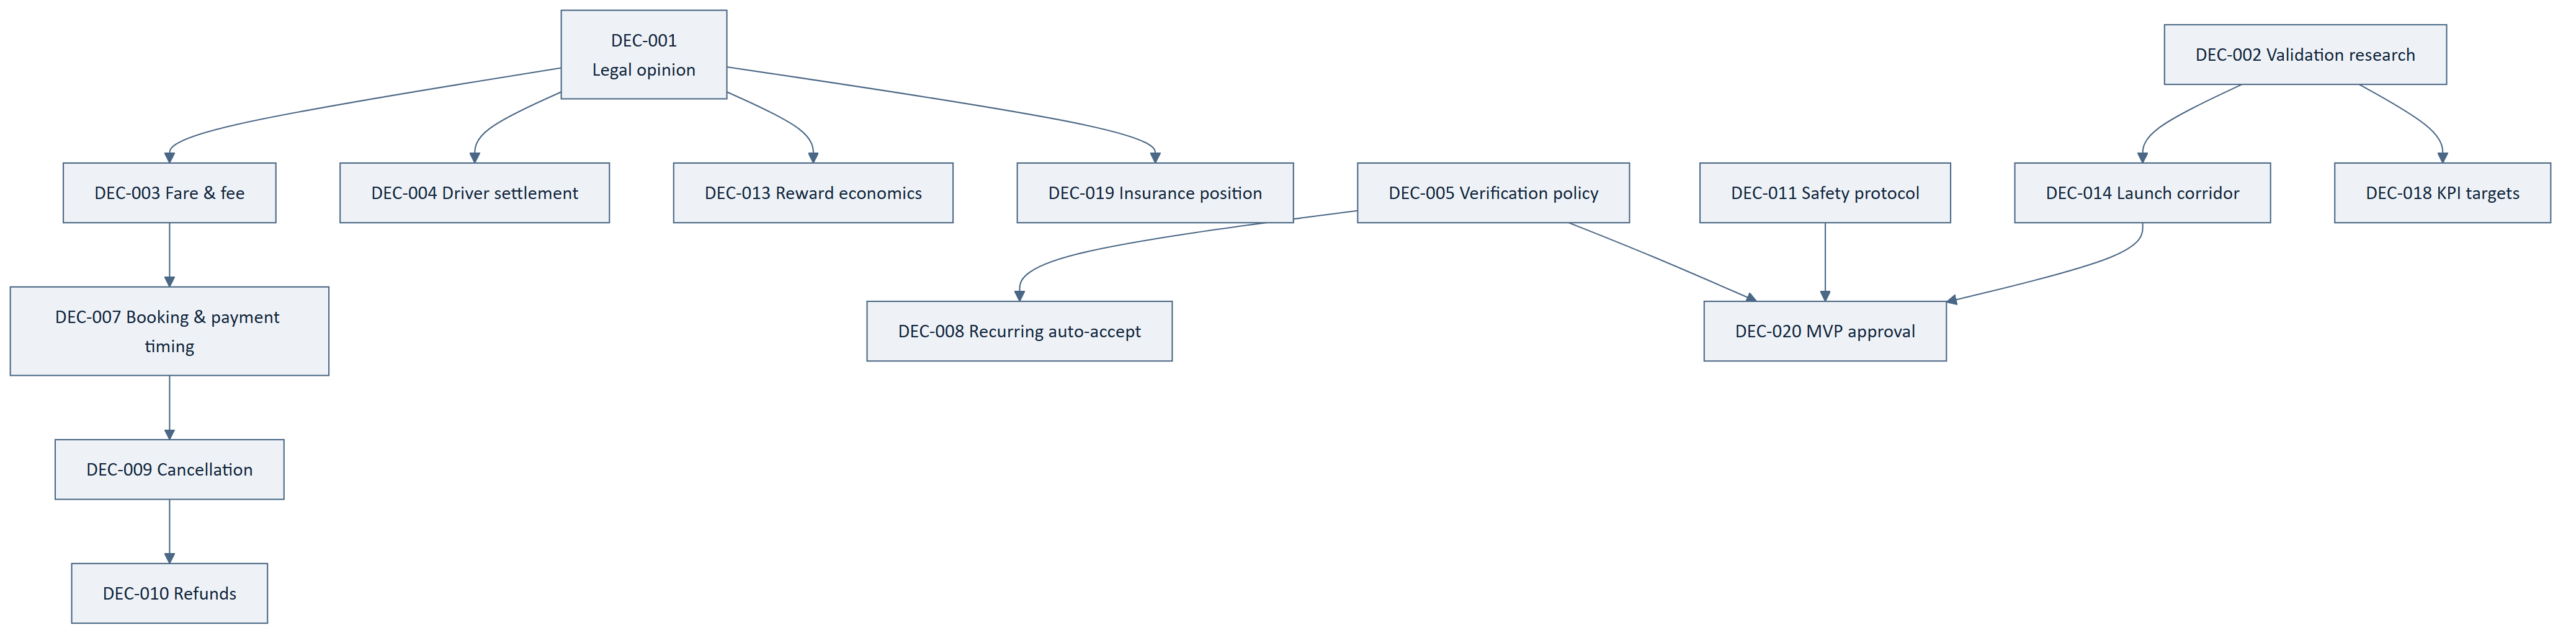 DEC-001
Legal opinion
DEC-002 Validation research
DEC-003 Fare & fee
DEC-004 Driver settlement
DEC-013 Reward economics
DEC-019 Insurance position
DEC-005 Verification policy
DEC-011 Safety protocol
DEC-014 Launch corridor
DEC-018 KPI targets
DEC-007 Booking & payment
timing
DEC-008 Recurring auto-accept
DEC-020 MVP approval
DEC-009 Cancellation
DEC-010 Refunds